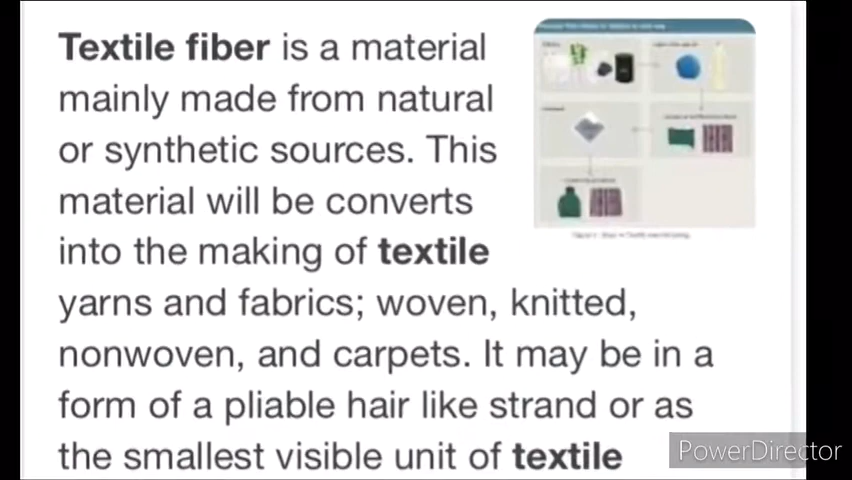 Textile fiber is a material
mainly made from natural
or synthetic sources. This
material will be converts
into the making of textile
yarns and fabrics; woven, knitted,
nonwoven, and carpets. It may be in a
form of a pliable hair like strand or as
the smallest visible unit of textile
PowerDirector